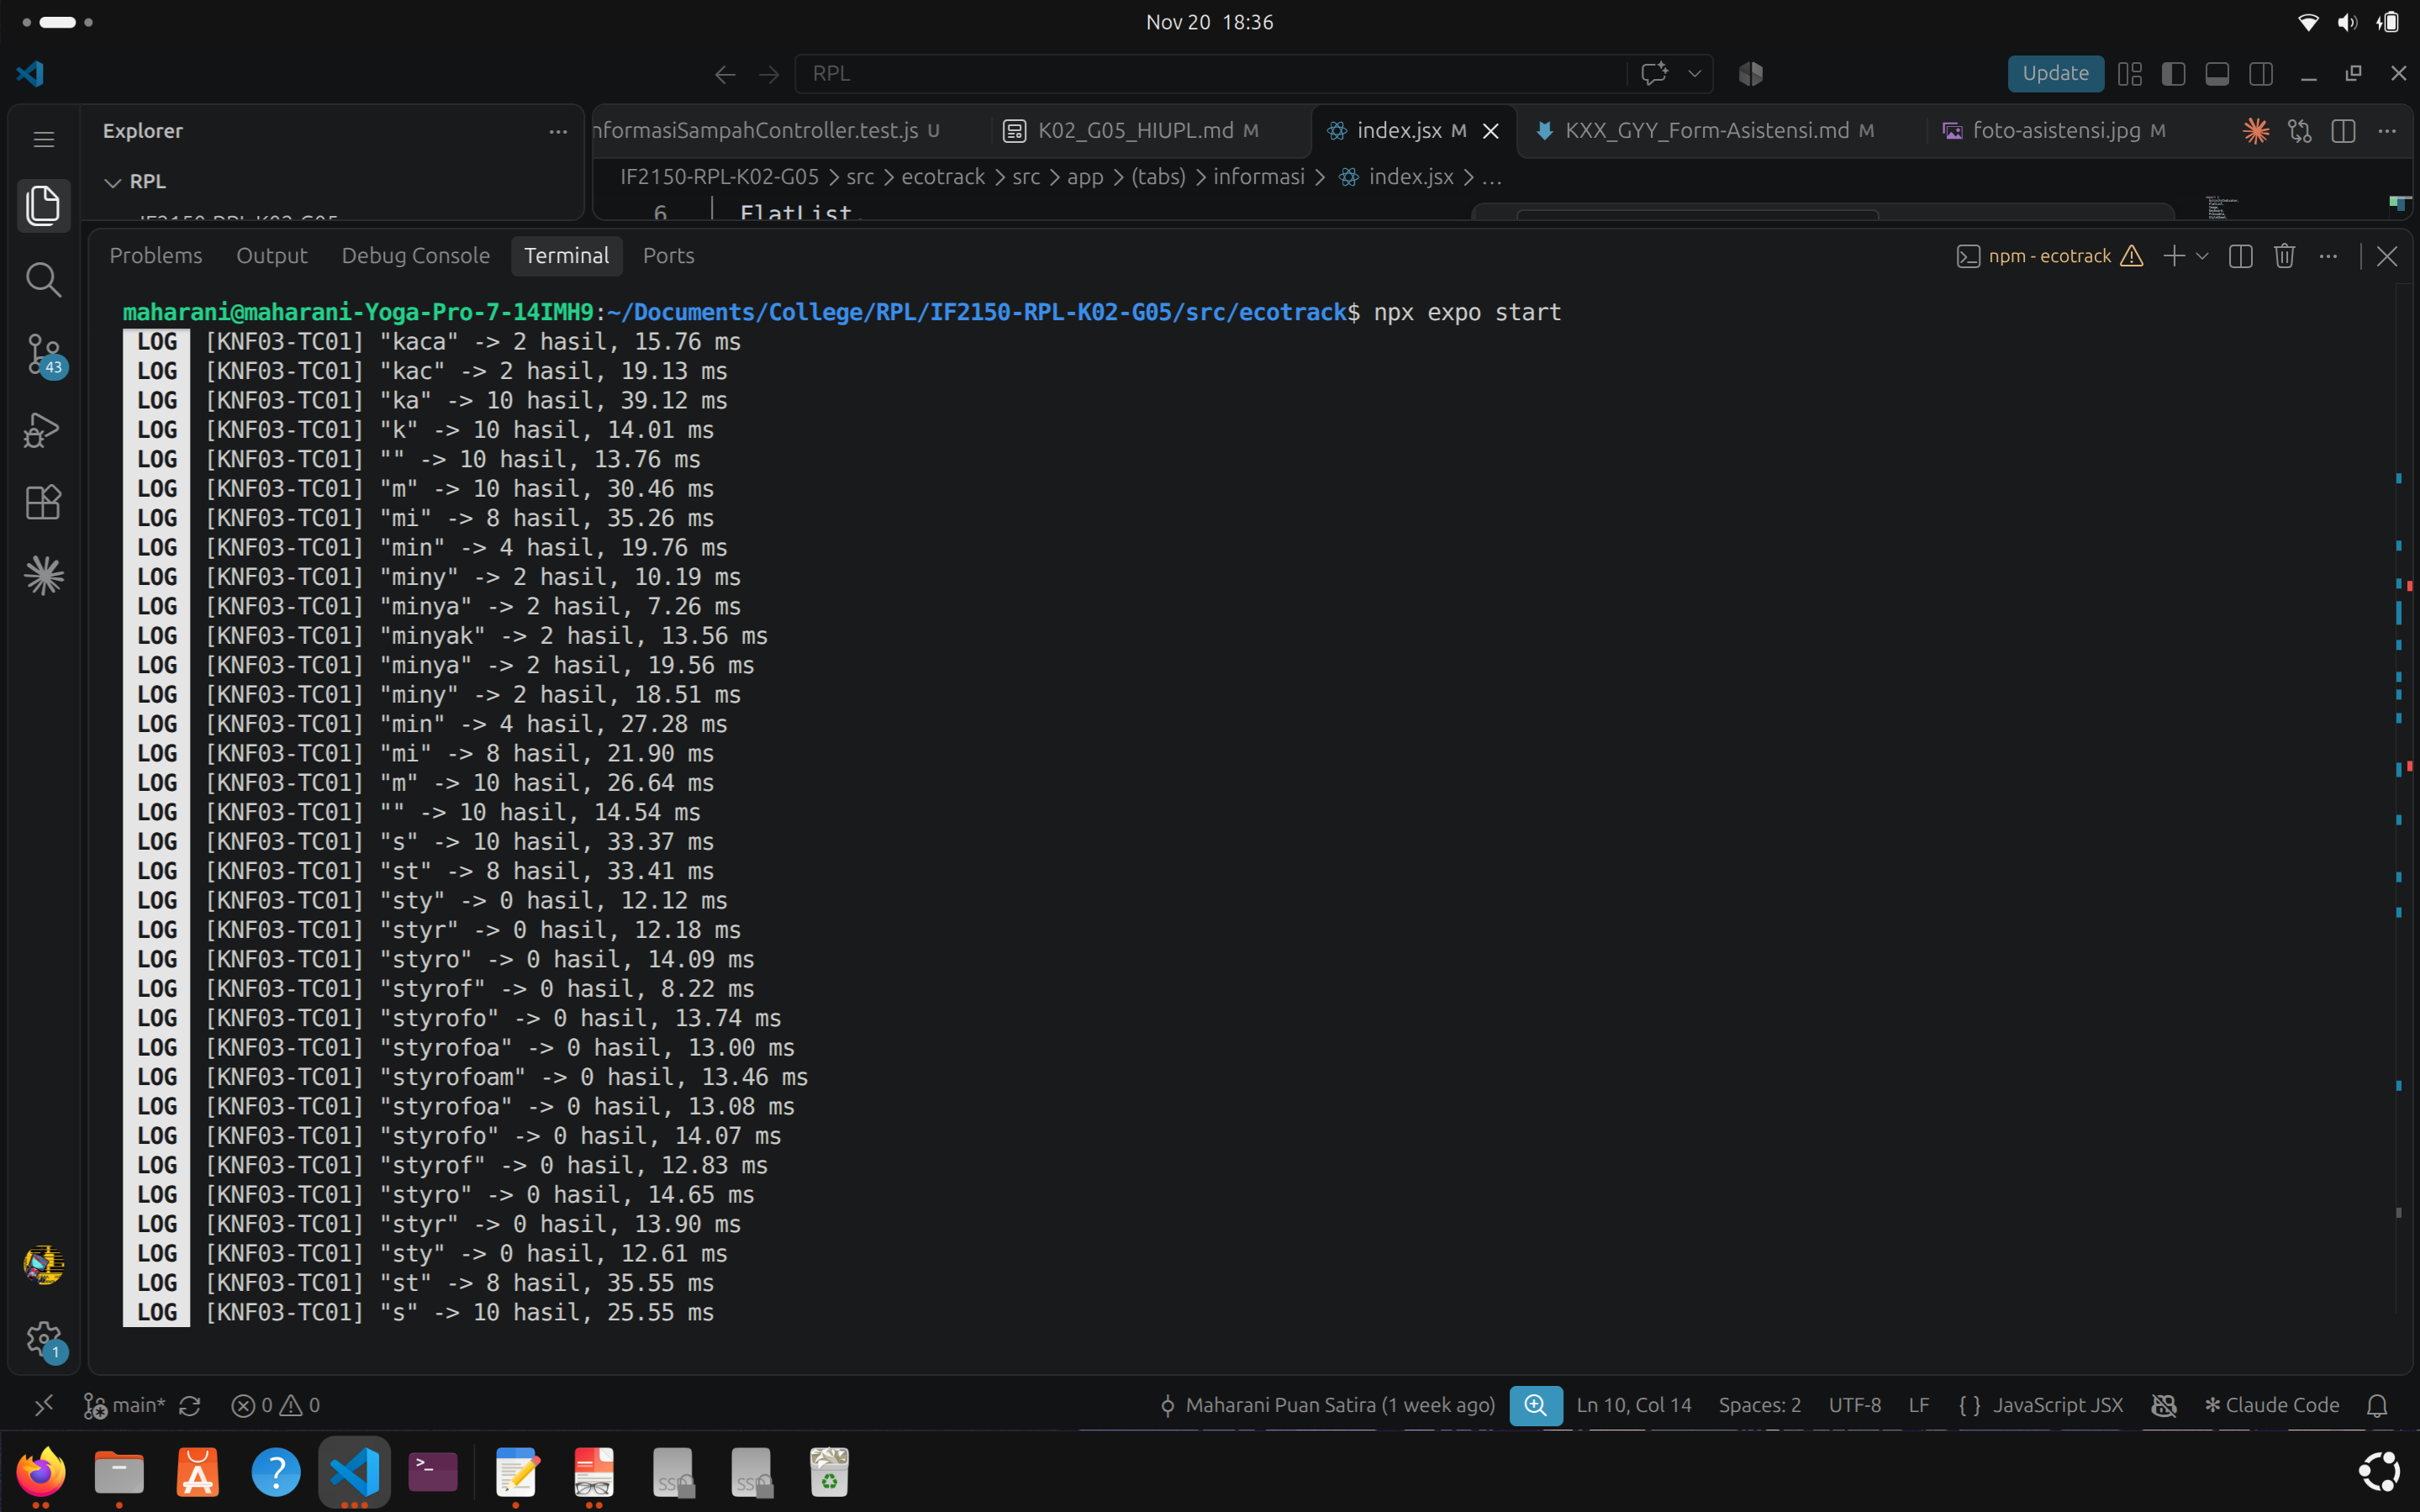 Nov 20 18:36
RPL
Update
Explorer
nformasiSampahController.test.js U
K02_G05_HIUPL.md M
index.jsx M
KXX_GYY_Form-Asistensi.md M
foto-asistensi.jpg M
RPL
IF2150-RPL-K02-G05 > src > ecotrack > src > app > (tabs) > informasi > index.jsx > ...
IF2150-RPL-K02-G05
6 FlatList,
Problems Output Debug Console Terminal Ports
npm - ecotrack
maharani@maharani-Yoga-Pro-7-14IMH9:~/Documents/College/RPL/IF2150-RPL-K02-G05/src/ecotrack$ npx expo start
LOG [KNF03-TC01] "kaca" -> 2 hasil, 15.76 ms
LOG [KNF03-TC01] "kac" -> 2 hasil, 19.13 ms
LOG [KNF03-TC01] "ka" -> 10 hasil, 39.12 ms
LOG [KNF03-TC01] "k" -> 10 hasil, 14.01 ms
LOG [KNF03-TC01] "" -> 10 hasil, 13.76 ms
LOG [KNF03-TC01] "m" -> 10 hasil, 30.46 ms
LOG [KNF03-TC01] "mi" -> 8 hasil, 35.26 ms
LOG [KNF03-TC01] "min" -> 4 hasil, 19.76 ms
LOG [KNF03-TC01] "miny" -> 2 hasil, 10.19 ms
LOG [KNF03-TC01] "minya" -> 2 hasil, 7.26 ms
LOG [KNF03-TC01] "minyak" -> 2 hasil, 13.56 ms
LOG [KNF03-TC01] "minya" -> 2 hasil, 19.56 ms
LOG [KNF03-TC01] "miny" -> 2 hasil, 18.51 ms
LOG [KNF03-TC01] "min" -> 4 hasil, 27.28 ms
LOG [KNF03-TC01] "mi" -> 8 hasil, 21.90 ms
LOG [KNF03-TC01] "m" -> 10 hasil, 26.64 ms
LOG [KNF03-TC01] "" -> 10 hasil, 14.54 ms
LOG [KNF03-TC01] "s" -> 10 hasil, 33.37 ms
LOG [KNF03-TC01] "st" -> 8 hasil, 33.41 ms
LOG [KNF03-TC01] "sty" -> 0 hasil, 12.12 ms
LOG [KNF03-TC01] "styr" -> 0 hasil, 12.18 ms
LOG [KNF03-TC01] "styro" -> 0 hasil, 14.09 ms
LOG [KNF03-TC01] "styrof" -> 0 hasil, 8.22 ms
LOG [KNF03-TC01] "styrofo" -> 0 hasil, 13.74 ms
LOG [KNF03-TC01] "styrofoa" -> 0 hasil, 13.00 ms
LOG [KNF03-TC01] "styrofoam" -> 0 hasil, 13.46 ms
LOG [KNF03-TC01] "styrofoa" -> 0 hasil, 13.08 ms
LOG [KNF03-TC01] "styrofo" -> 0 hasil, 14.07 ms
LOG [KNF03-TC01] "styrof" -> 0 hasil, 12.83 ms
LOG [KNF03-TC01] "styro" -> 0 hasil, 14.65 ms
LOG [KNF03-TC01] "styr" -> 0 hasil, 13.90 ms
LOG [KNF03-TC01] "sty" -> 0 hasil, 12.61 ms
LOG [KNF03-TC01] "st" -> 8 hasil, 35.55 ms
LOG [KNF03-TC01] "s" -> 10 hasil, 25.55 ms
43
1
main* 0 0 Maharani Puan Satira (1 week ago) Ln 10, Col 14 Spaces: 2 UTF-8 LF { } JavaScript JSX Claude Code
SSD SSD